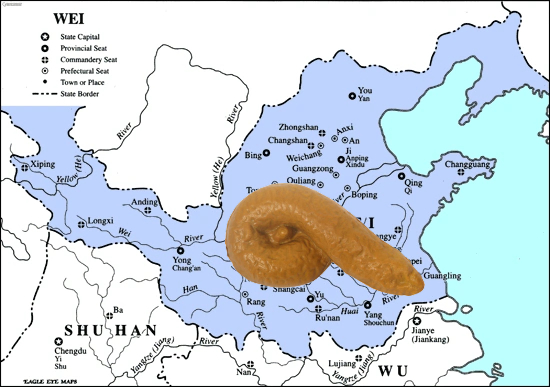 WEI
State Capital
Provincial Seat
Commandery Seat
Prefectural Seat
Town or Place
State Border
River
River
Yellow (He)
You
Yan
Zhongshan
Anxi
Changshan
An
Bing
Weichang
Ji
Anping
Xindu
Guangzong
Ouliang
Boping
Qing
Qi
Changguang
Xiping
Yellow (He)
Anding
Longxi
Wei
River
Yong
Chang'an
Han
Guangling
Shangcai
Rang
River
Yu
Ru'nan
Huai
River
Yang
Shouchun
Ba
SHU HAN
Chengdu
Yi
Shu
Yangtze (Jiang)
River
Nan
Lujiang
Yangtze (Jiang)
River
Jianye
(Jiankang)
WU
EAGLE EYE MAPS